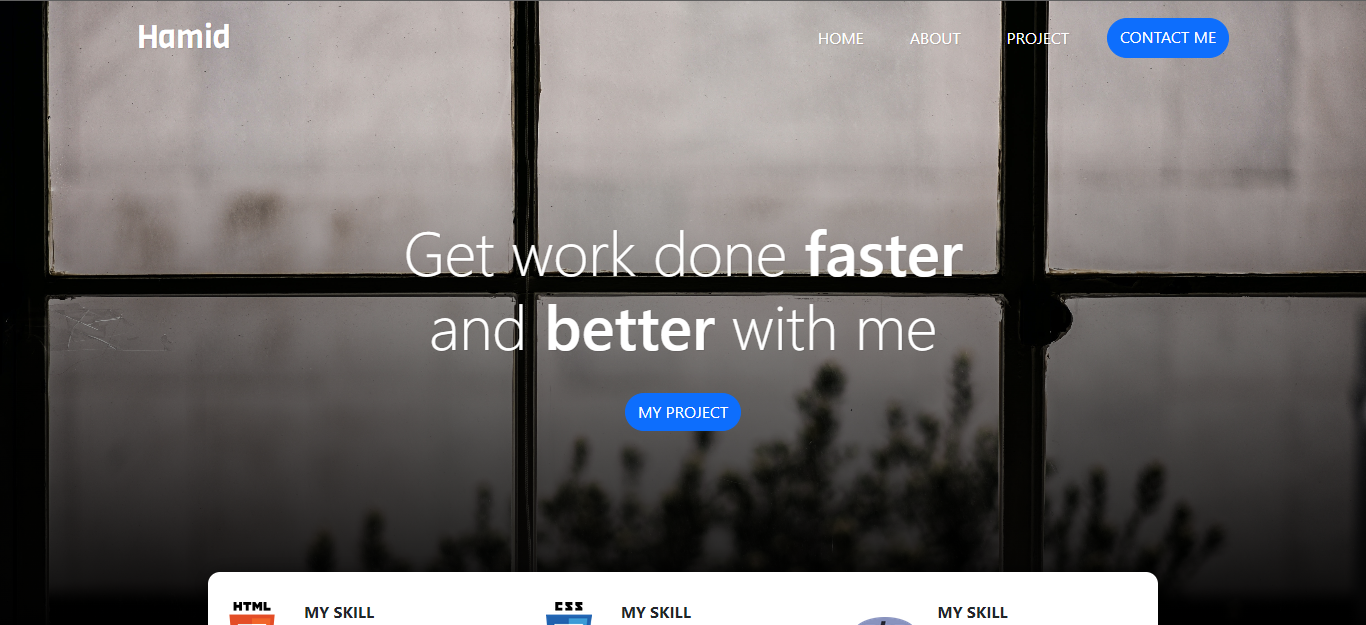 Hamid
HOME ABOUT PROJECT CONTACT ME
Get work done faster
and better with me
MY PROJECT
HTML MY SKILL CSS MY SKILL MY SKILL